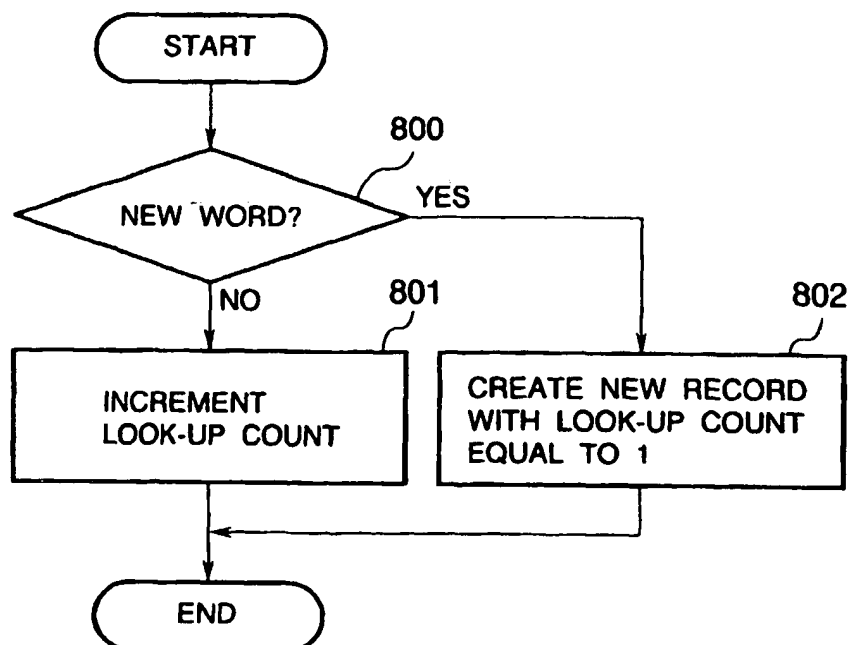 START
800
NEW WORD?
YES
NO
801
802
INCREMENT
LOOK-UP COUNT
CREATE NEW RECORD
WITH LOOK-UP COUNT
EQUAL TO 1
END